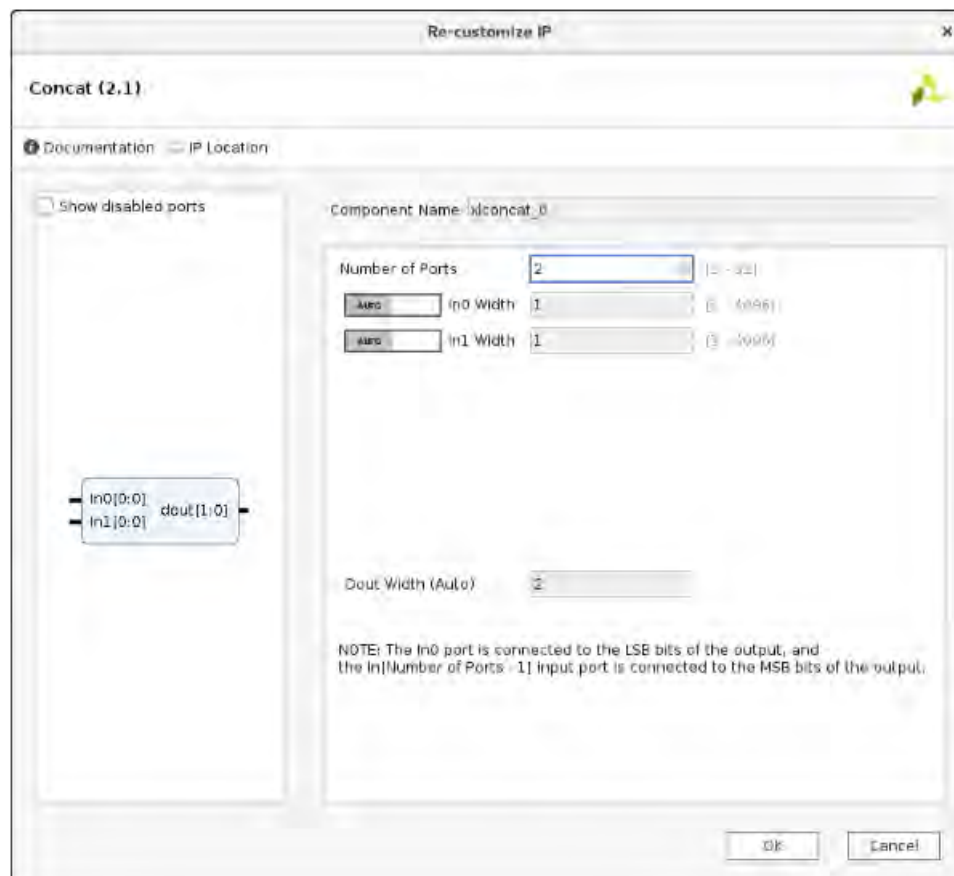 Re-customize IP
Concat (2.1)
Documentation IP Location
Show disabled ports
Component Name xlconcat_0
Number of Ports 2
AUTO In0 Width 1
AUTO In1 Width 1
In0[0:0]
In1[0:0]
dout[1:0]
Dout Width (Auto) 2
NOTE: The In0 port is connected to the LSB bits of the output, and
the In[Number of Ports - 1] input port is connected to the MSB bits of the output.
OK Cancel